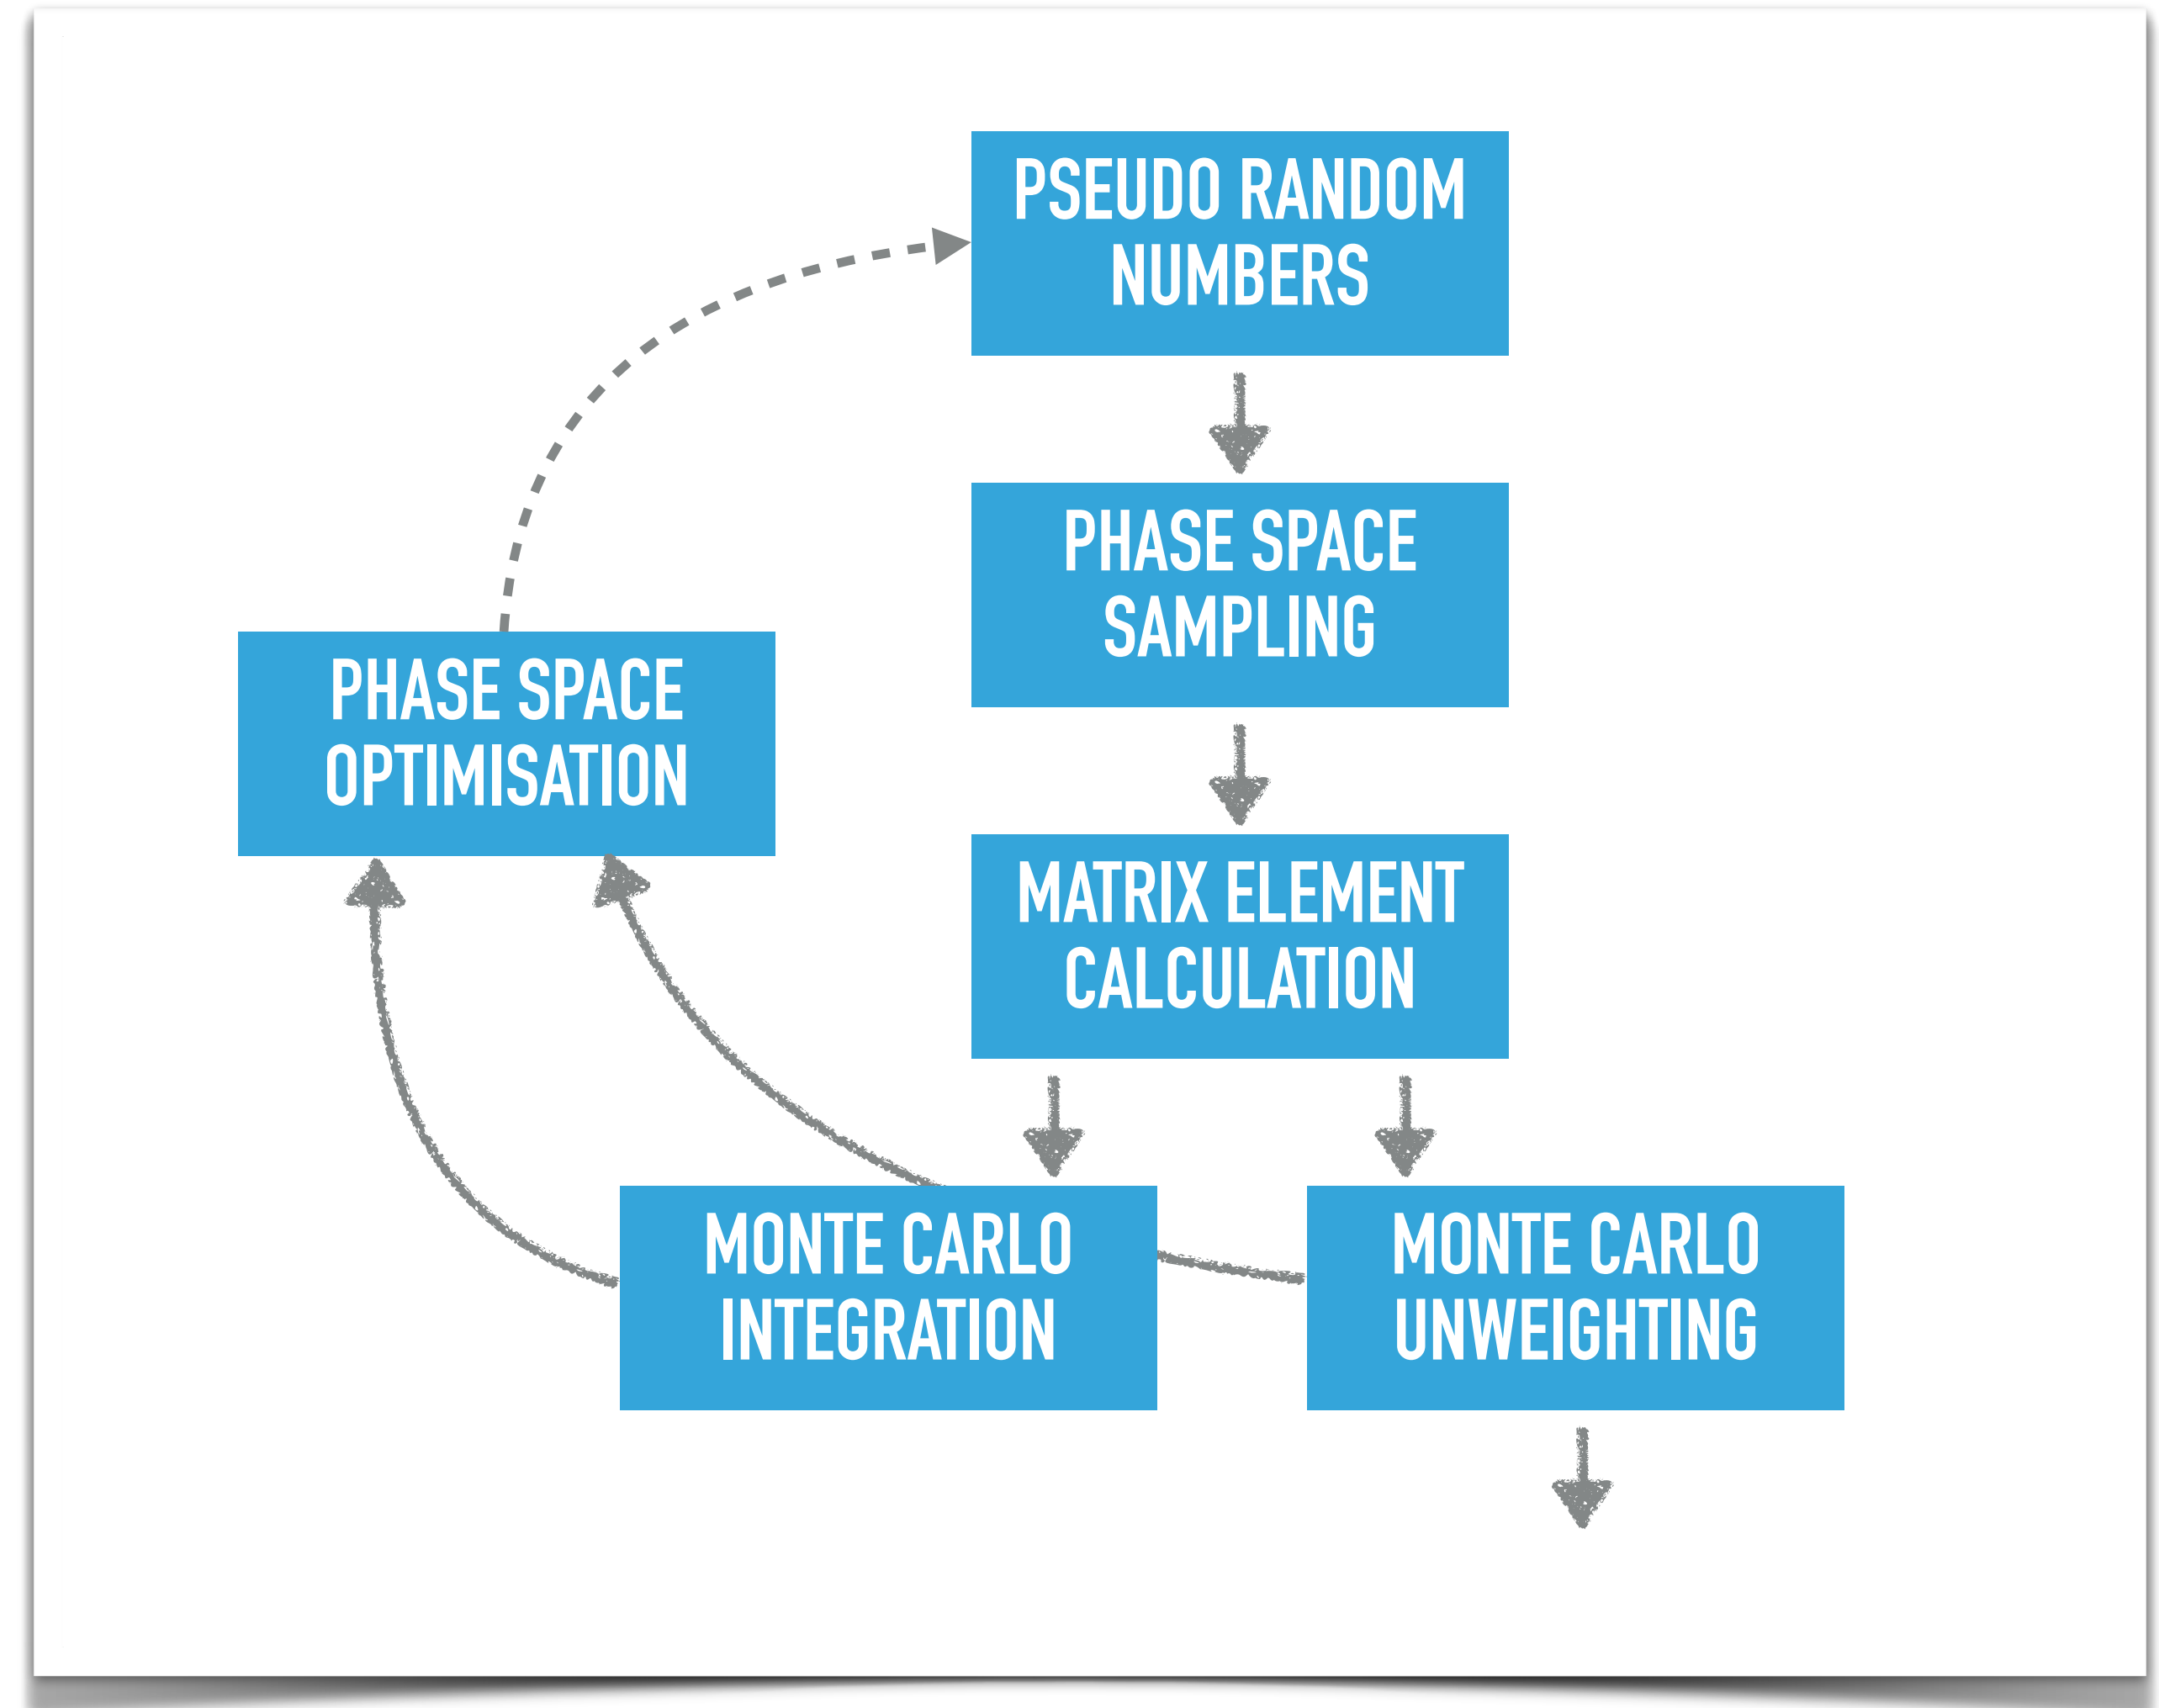 PSEUDO RANDOM
NUMBERS
PHASE SPACE
SAMPLING
PHASE SPACE
OPTIMISATION
MATRIX ELEMENT
CALCULATION
MONTE CARLO
INTEGRATION
MONTE CARLO
UNWEIGHTING